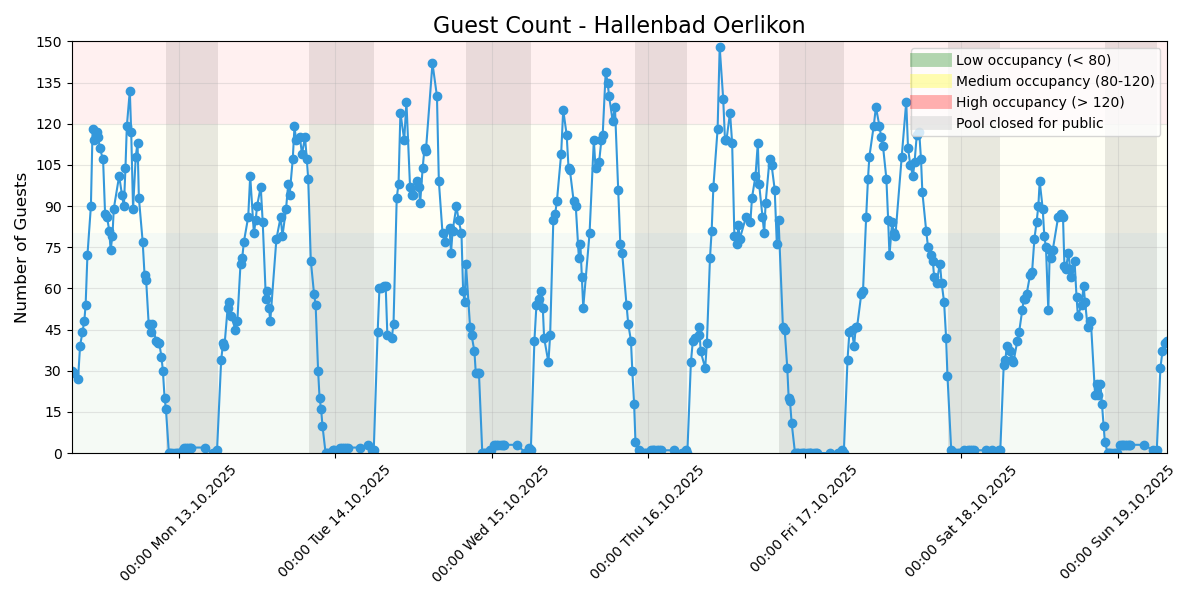 Guest Count - Hallenbad Oerlikon
Number of Guests
150
135
120
105
90
75
60
45
30
15
0
Low occupancy (< 80)
Medium occupancy (80-120)
High occupancy (> 120)
Pool closed for public
00:00 Mon 13.10.2025
00:00 Tue 14.10.2025
00:00 Wed 15.10.2025
00:00 Thu 16.10.2025
00:00 Fri 17.10.2025
00:00 Sat 18.10.2025
00:00 Sun 19.10.2025